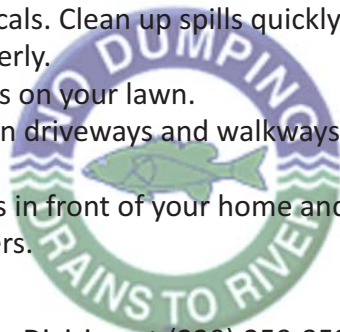 cals. Clean up spills quickly
erly.
s on your lawn.
n driveways and walkways
s in front of your home and
ers.
NO DUMPING
DRAINS TO RIVER